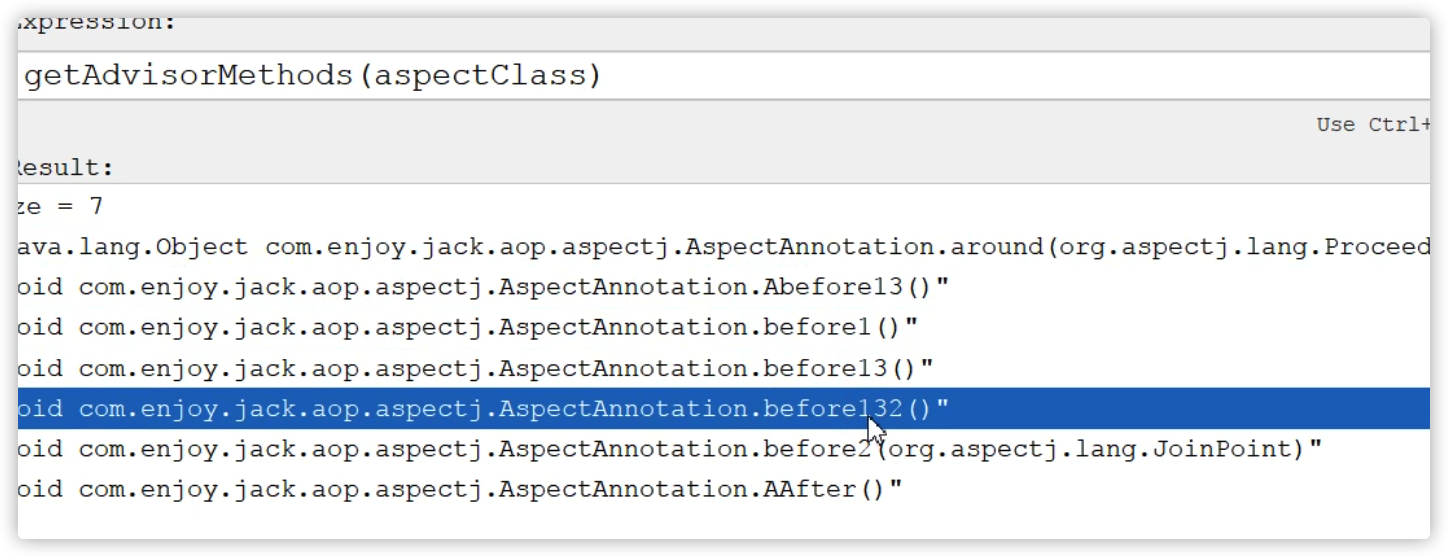 Expression:
getAdvisorMethods(aspectClass)
Use Ctrl+
Result:
ze = 7
ava.lang.Object com.enjoy.jack.aop.aspectj.AspectAnnotation.around(org.aspectj.lang.Proceed
oid com.enjoy.jack.aop.aspectj.AspectAnnotation.Abefore13()"
oid com.enjoy.jack.aop.aspectj.AspectAnnotation.before1()"
oid com.enjoy.jack.aop.aspectj.AspectAnnotation.before13()"
oid com.enjoy.jack.aop.aspectj.AspectAnnotation.before132()"
oid com.enjoy.jack.aop.aspectj.AspectAnnotation.before2(org.aspectj.lang.JoinPoint)"
oid com.enjoy.jack.aop.aspectj.AspectAnnotation.AAfter()"